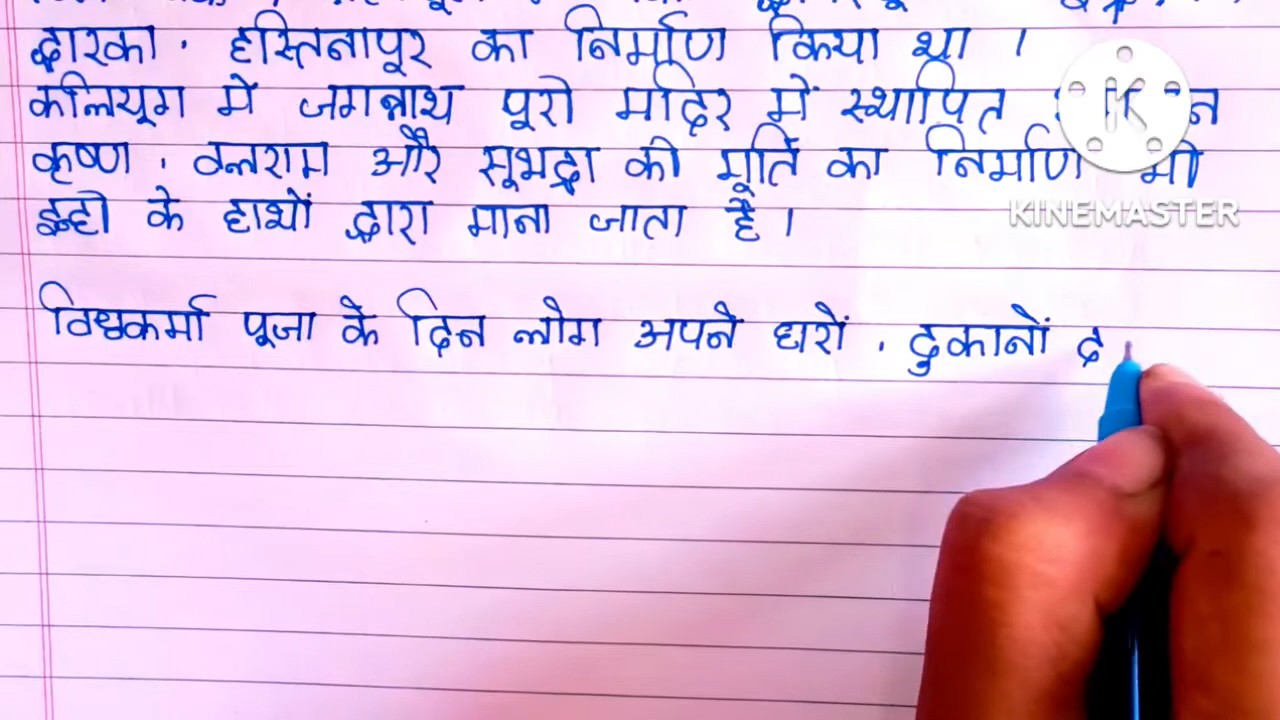 द्वारका, हस्तिनापूर का निर्माण किया था ।
कलियूग मे जगन्नाथ पूरी मंदिर में स्थापित
कृष्ण, बलराम और सूभद्रा की मूर्ति का निर्माण भी
इन्ही के हाथों द्वारा माना जाता है ।
विश्वकर्मा पूजा के दिन लोग अपने घरों, दुकानों द
KINEMASTER